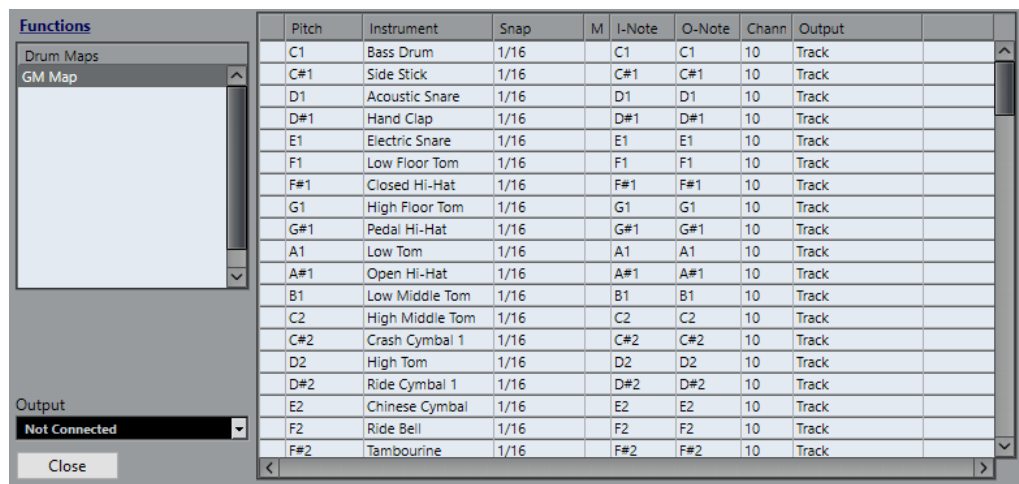 Functions
Drum Maps
GM Map
Output
Not Connected
Close
Pitch Instrument Snap M I-Note O-Note Chann Output
C1 Bass Drum 1/16 C1 C1 10 Track
C#1 Side Stick 1/16 C#1 C#1 10 Track
D1 Acoustic Snare 1/16 D1 D1 10 Track
D#1 Hand Clap 1/16 D#1 D#1 10 Track
E1 Electric Snare 1/16 E1 E1 10 Track
F1 Low Floor Tom 1/16 F1 F1 10 Track
F#1 Closed Hi-Hat 1/16 F#1 F#1 10 Track
G1 High Floor Tom 1/16 G1 G1 10 Track
G#1 Pedal Hi-Hat 1/16 G#1 G#1 10 Track
A1 Low Tom 1/16 A1 A1 10 Track
A#1 Open Hi-Hat 1/16 A#1 A#1 10 Track
B1 Low Middle Tom 1/16 B1 B1 10 Track
C2 High Middle Tom 1/16 C2 C2 10 Track
C#2 Crash Cymbal 1 1/16 C#2 C#2 10 Track
D2 High Tom 1/16 D2 D2 10 Track
D#2 Ride Cymbal 1 1/16 D#2 D#2 10 Track
E2 Chinese Cymbal 1/16 E2 E2 10 Track
F2 Ride Bell 1/16 F2 F2 10 Track
F#2 Tambourine 1/16 F#2 F#2 10 Track